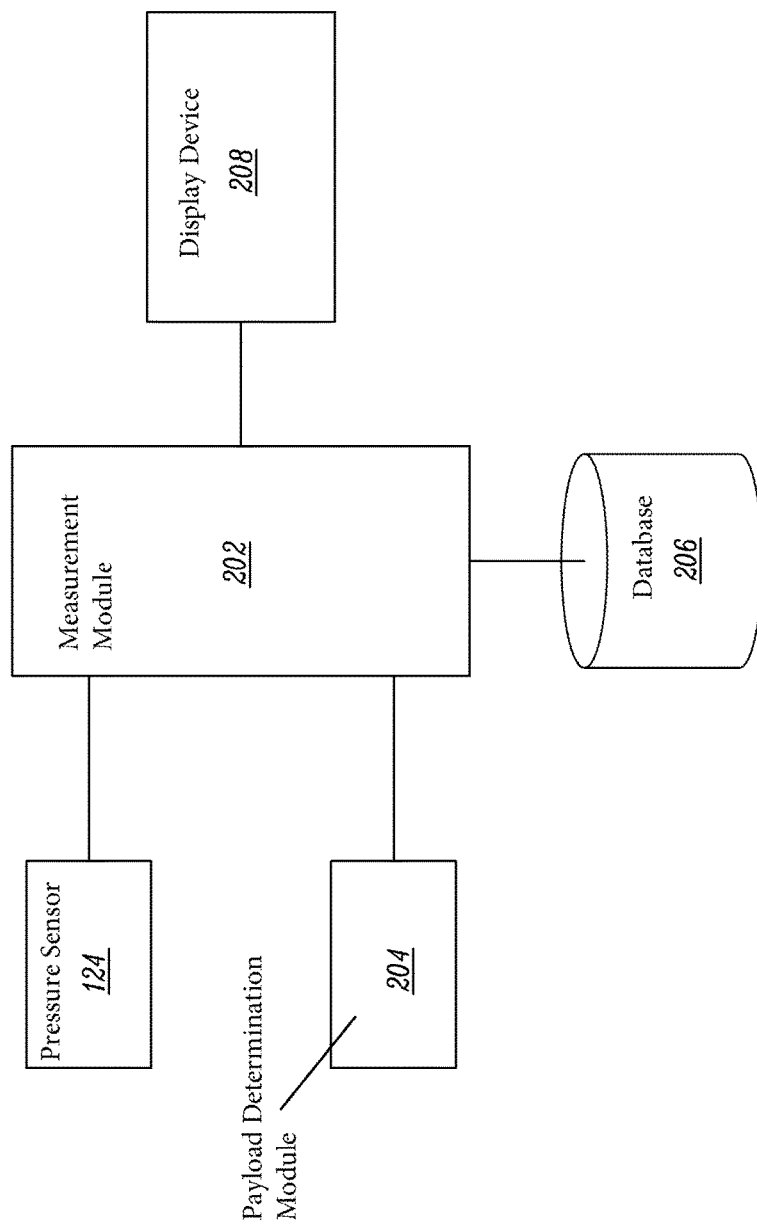 Pressure Sensor
124
Payload Determination
Module
204
Measurement
Module
202
Database
206
Display Device
208